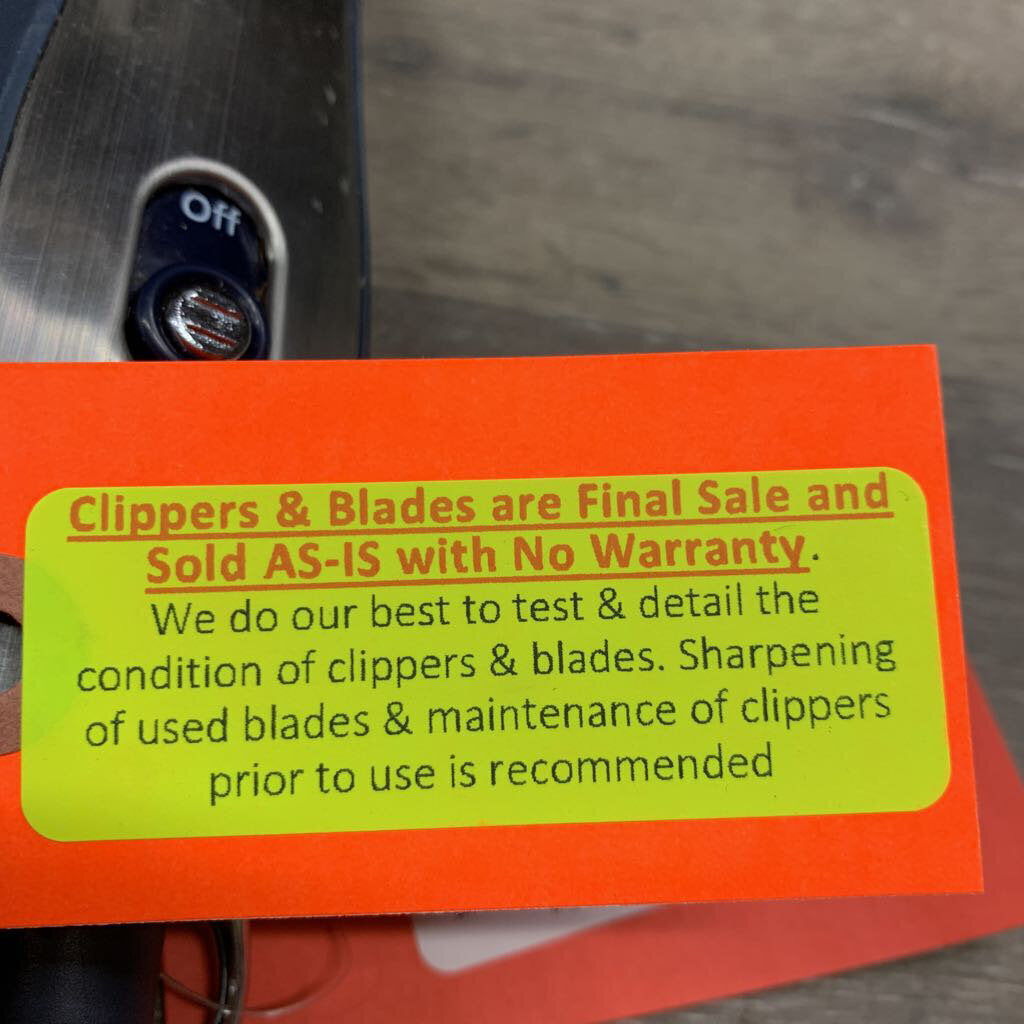 Off
Clippers & Blades are Final Sale and
Sold AS-IS with No Warranty.
We do our best to test & detail the
condition of clippers & blades. Sharpening
of used blades & maintenance of clippers
prior to use is recommended